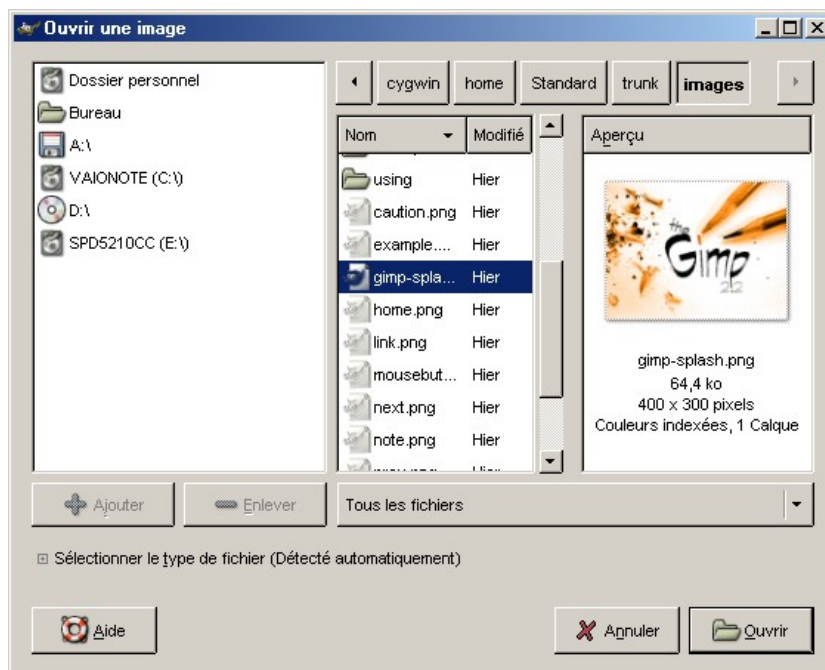 Ouvrir une image
Dossier personnel
Bureau
A:\
VAIONOTE (C:\)
D:\
SPD5210CC (E:\)
cygwin home Standard trunk images
Nom Modifié
using Hier
caution.png Hier
example.... Hier
gimp-spla... Hier
home.png Hier
link.png Hier
mousebut... Hier
next.png Hier
note.png Hier
Aperçu
the
Gimp
2.2
gimp-splash.png
64,4 ko
400 x 300 pixels
Couleurs indexées, 1 Calque
Ajouter Enlever
Tous les fichiers
Sélectionner le type de fichier (Détecté automatiquement)
Aide
Annuler Ouvrir